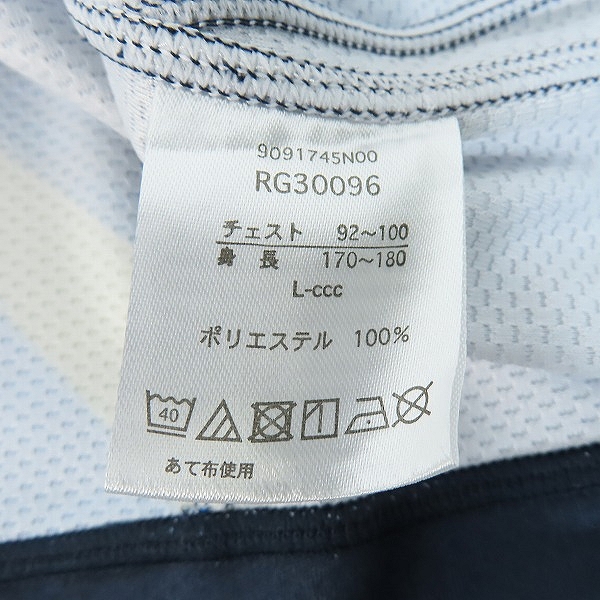 9091745N00
RG30096
チェスト 92~100
身長 170~180
L-ccc
ポリエステル 100%
40
あて布使用